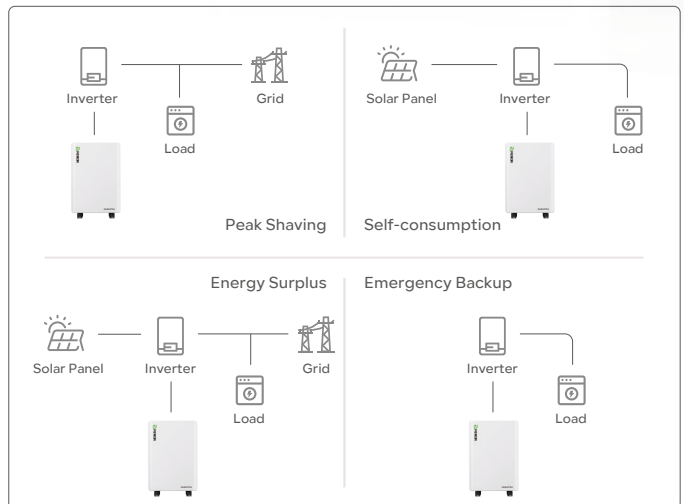 Inverter
Grid
Load
Peak Shaving
Solar Panel
Inverter
Load
Self-consumption
Energy Surplus
Solar Panel
Inverter
Grid
Load
Emergency Backup
Inverter
Load